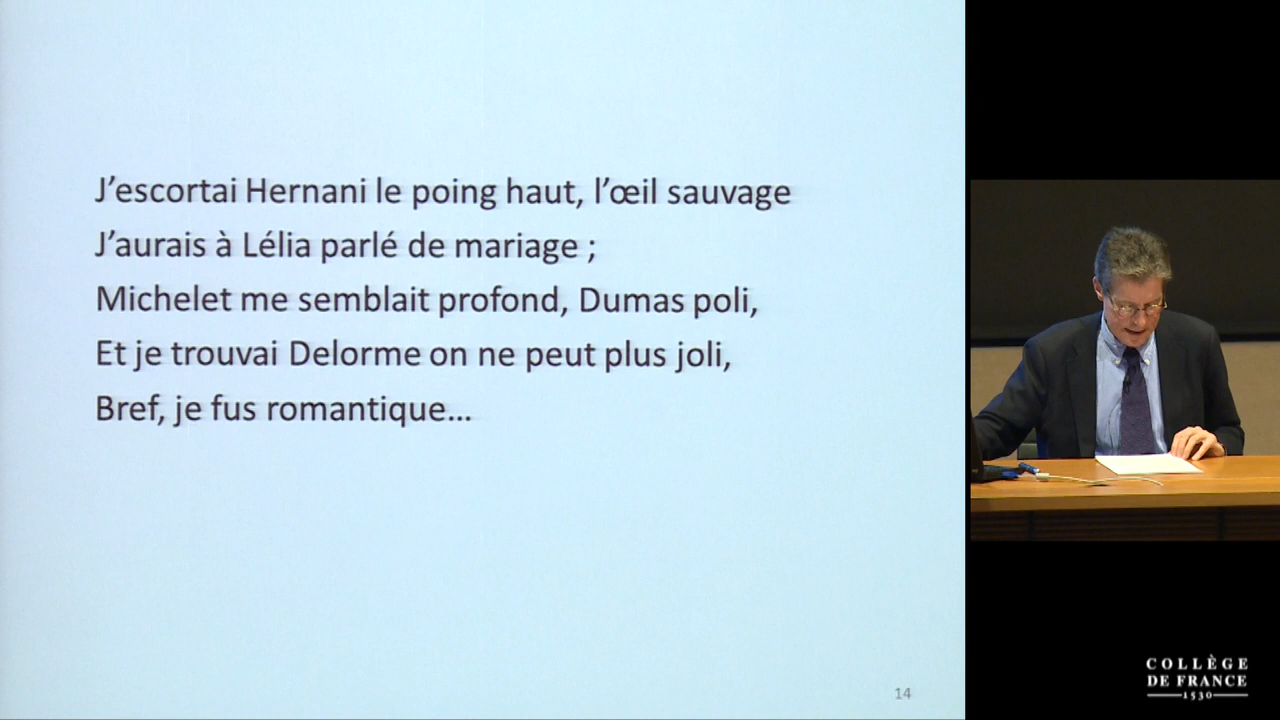 J’escortai Hernani le poing haut, l’œil sauvage
J’aurais à Lélia parlé de mariage ;
Michelet me semblait profond, Dumas poli,
Et je trouvai Delorme on ne peut plus joli,
Bref, je fus romantique…
14
COLLÈGE
DE FRANCE
1530